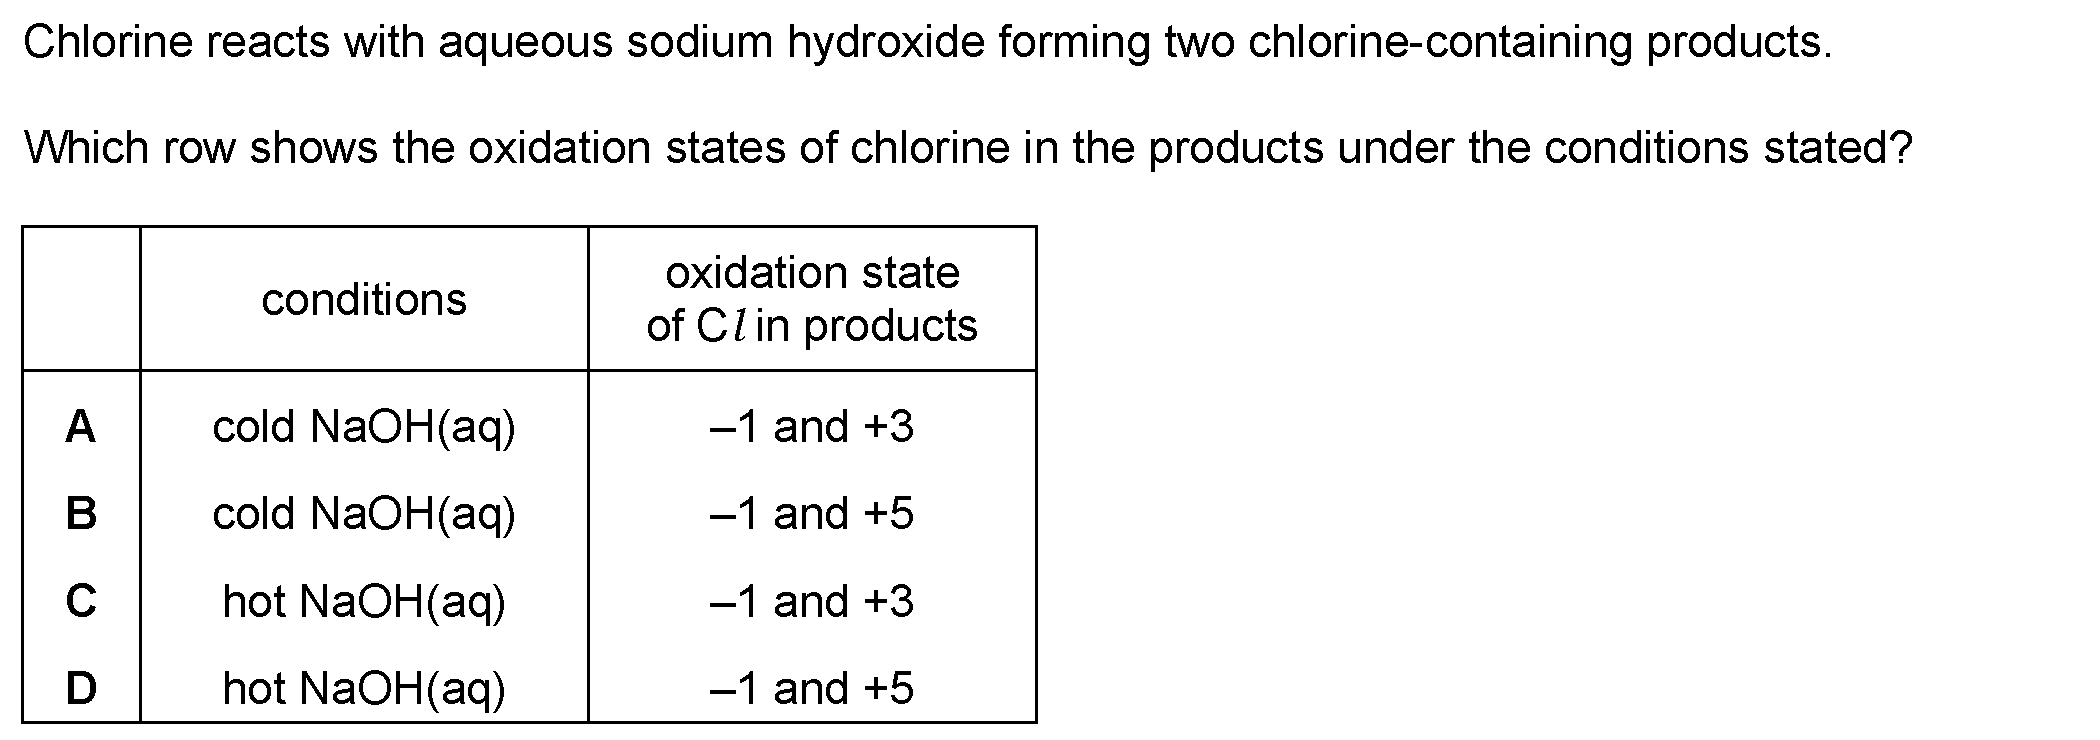 Chlorine reacts with aqueous sodium hydroxide forming two chlorine-containing products.
Which row shows the oxidation states of chlorine in the products under the conditions stated?
conditions
oxidation state
of Cl in products
A cold NaOH(aq) –1 and +3
B cold NaOH(aq) –1 and +5
C hot NaOH(aq) –1 and +3
D hot NaOH(aq) –1 and +5